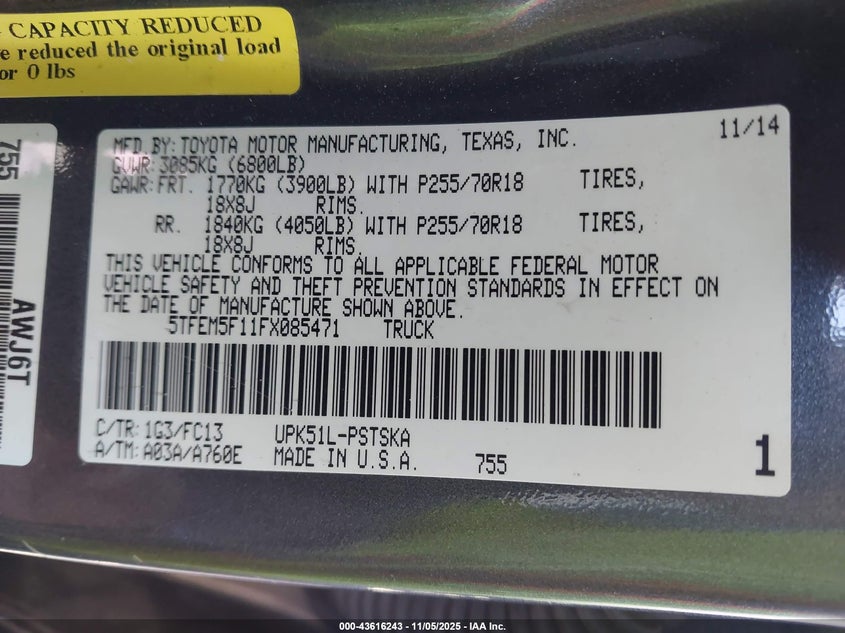 CAPACITY REDUCED
e reduced the original load
or 0 lbs
755
AWJ6T
11/14
MFD. BY: TOYOTA MOTOR MANUFACTURING, TEXAS, INC.
GVWR: 3085KG (6800LB)
GAWR: FRT. 1770KG (3900LB) WITH P255/70R18 TIRES,
18X8J RIMS.
RR. 1840KG (4050LB) WITH P255/70R18 TIRES,
18X8J RIMS.
THIS VEHICLE CONFORMS TO ALL APPLICABLE FEDERAL MOTOR
VEHICLE SAFETY AND THEFT PREVENTION STANDARDS IN EFFECT ON
THE DATE OF MANUFACTURE SHOWN ABOVE.
5TFEM5F11FX085471 TRUCK
C/TR: 1G3/FC13 UPK51L-PSTSKA
A/TM: A03A/A760E MADE IN U.S.A. 755
1
000-43616243 - 11/05/2025 - IAA Inc.